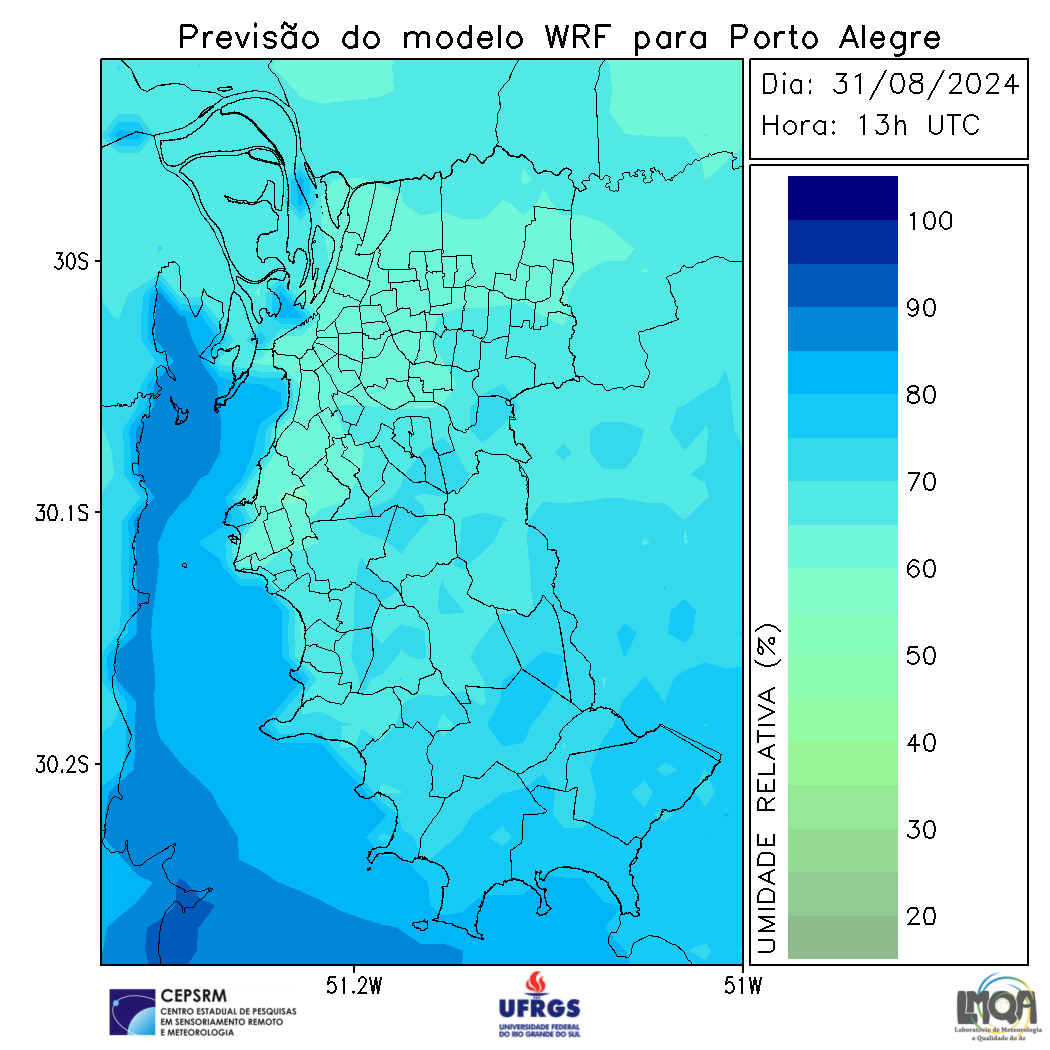 Previsão do modelo WRF para Porto Alegre
Dia: 31/08/2024
Hora: 13h UTC
30S
30.1S
30.2S
51.2W
51W
UMIDADE RELATIVA (%)
100
90
80
70
60
50
40
30
20
CEPSRM
CENTRO ESTADUAL DE PESQUISAS
EM SENSORIAMENTO REMOTO
E METEOROLOGIA
UFRGS
UNIVERSIDADE FEDERAL
DO RIO GRANDE DO SUL
LMQA
Laboratório de Meteorologia
e Qualidade do Ar